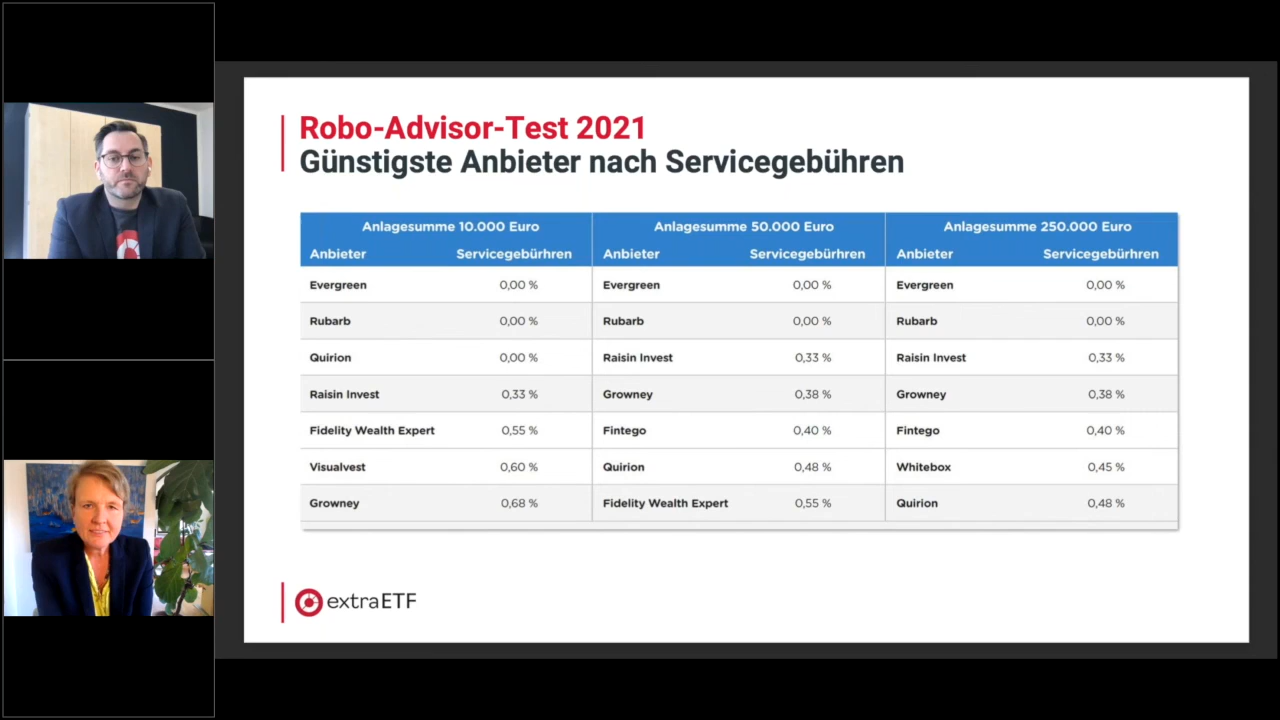 Robo-Advisor-Test 2021
Günstigste Anbieter nach Servicegebühren
Anlagesumme 10.000 Euro Anlagesumme 50.000 Euro Anlagesumme 250.000 Euro
Anbieter Servicegebürhren Anbieter Servicegebürhren Anbieter Servicegebürhren
Evergreen 0,00 % Evergreen 0,00 % Evergreen 0,00 %
Rubarb 0,00 % Rubarb 0,00 % Rubarb 0,00 %
Quirion 0,00 % Raisin Invest 0,33 % Raisin Invest 0,33 %
Raisin Invest 0,33 % Growney 0,38 % Growney 0,38 %
Fidelity Wealth Expert 0,55 % Fintego 0,40 % Fintego 0,40 %
Visualvest 0,60 % Quirion 0,48 % Whitebox 0,45 %
Growney 0,68 % Fidelity Wealth Expert 0,55 % Quirion 0,48 %
extraETF